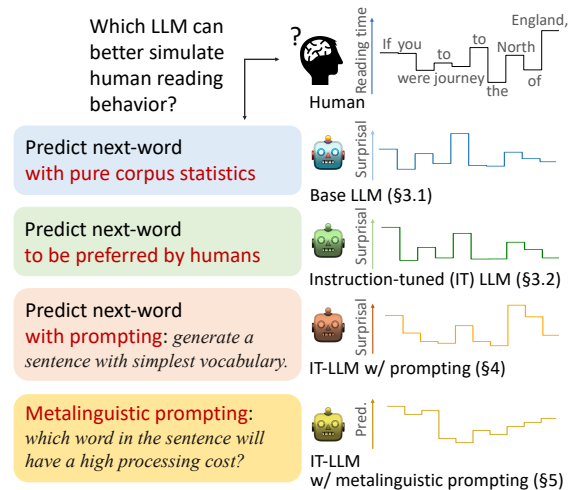 Which LLM can
better simulate
human reading
behavior?
?
Human
Reading time
If you were journey to to the North of England,
Predict next-word
with pure corpus statistics
Surprisal
Base LLM (§3.1)
Predict next-word
to be preferred by humans
Surprisal
Instruction-tuned (IT) LLM (§3.2)
Predict next-word
with prompting: generate a
sentence with simplest vocabulary.
Surprisal
IT-LLM w/ prompting (§4)
Metalinguistic prompting:
which word in the sentence will
have a high processing cost?
Pred.
IT-LLM
w/ metalinguistic prompting (§5)